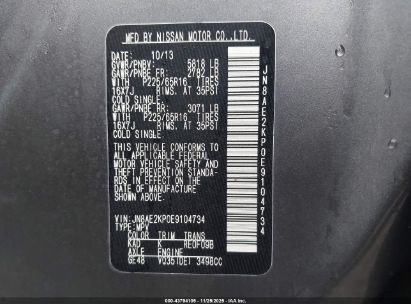 MFD BY NISSAN MOTOR CO.,LTD.
10/13
GVWR/PNBV: 5818 LB
GAWR/PNBE FR: 2782 LB
WITH P225/65R16 TIRES
16X7J RIMS, AT 35PSI
COLD SINGLE
GAWR/PNBE RR: 3071 LB
WITH P225/65R16 TIRES
16X7J RIMS, AT 35PSI
COLD SINGLE
THIS VEHICLE CONFORMS TO
ALL APPLICABLE FEDERAL
MOTOR VEHICLE SAFETY AND
THEFT PREVENTION STANDA-
RDS IN EFFECT ON THE
DATE OF MANUFACTURE
SHOWN ABOVE.
VIN: JN8AE2KP0E9104734
TYPE: MPV
COLOR TRIM TRANS
KAD K RE0F09B
AXLE ENGINE
GE48 VQ35(DE) 3498CC
JN8AE2KP0E9104734